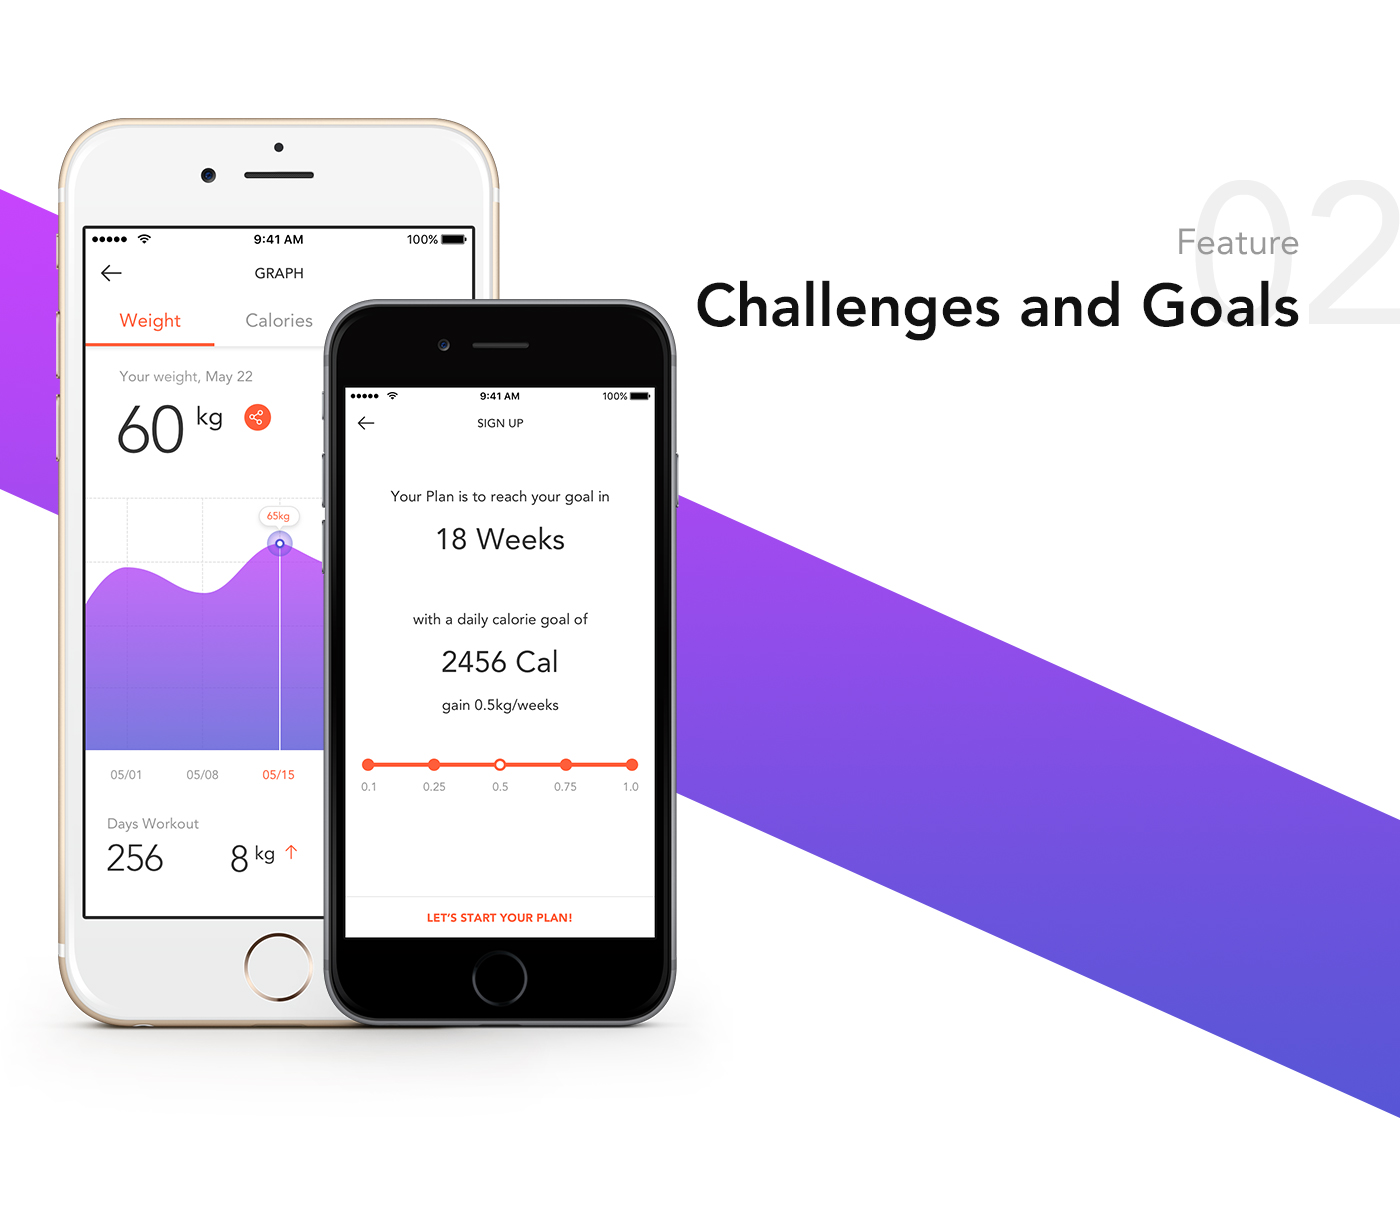 02
Feature
Challenges and Goals
9:41 AM
100%
GRAPH
Weight
Calories
Your weight, May 22
60 kg
65kg
05/01
05/08
05/15
Days Workout
256
8 kg ↑
9:41 AM
100%
SIGN UP
Your Plan is to reach your goal in
18 Weeks
with a daily calorie goal of
2456 Cal
gain 0.5kg/weeks
0.1 0.25 0.5 0.75 1.0
LET'S START YOUR PLAN!